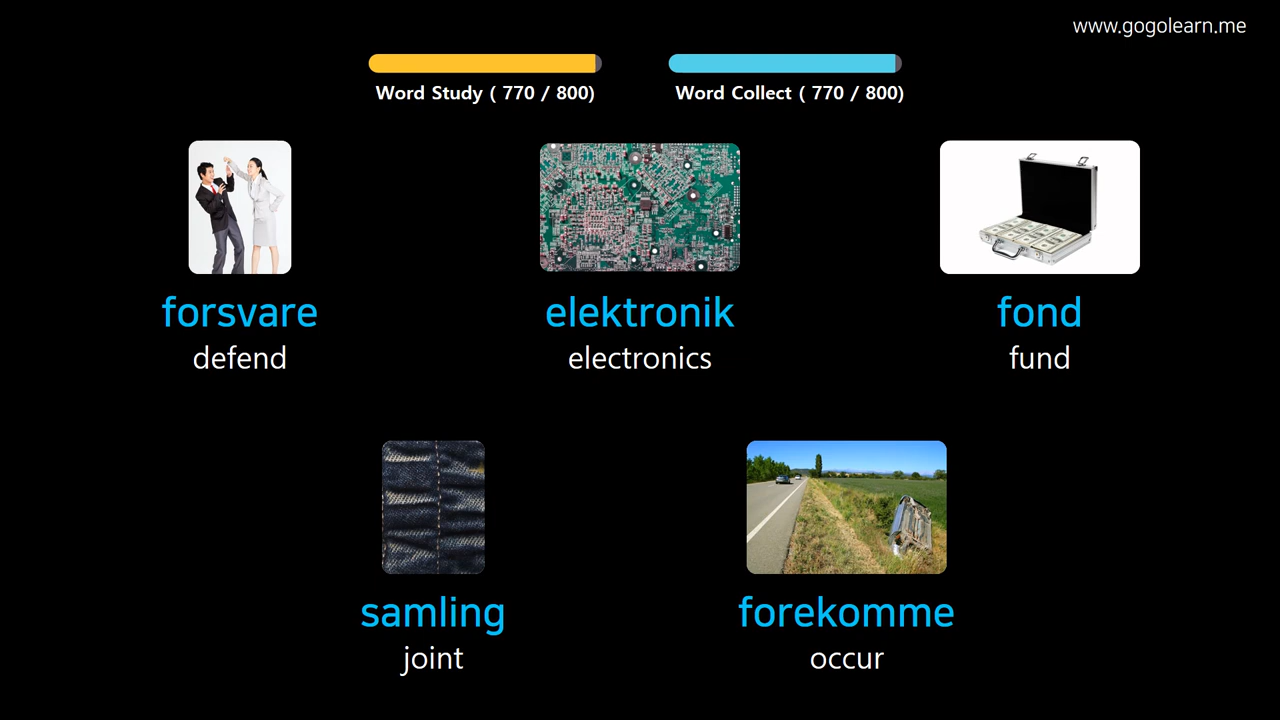 www.gogolearn.me
Word Study ( 770 / 800)
Word Collect ( 770 / 800)
forsvare
defend
elektronik
electronics
fond
fund
samling
joint
forekomme
occur